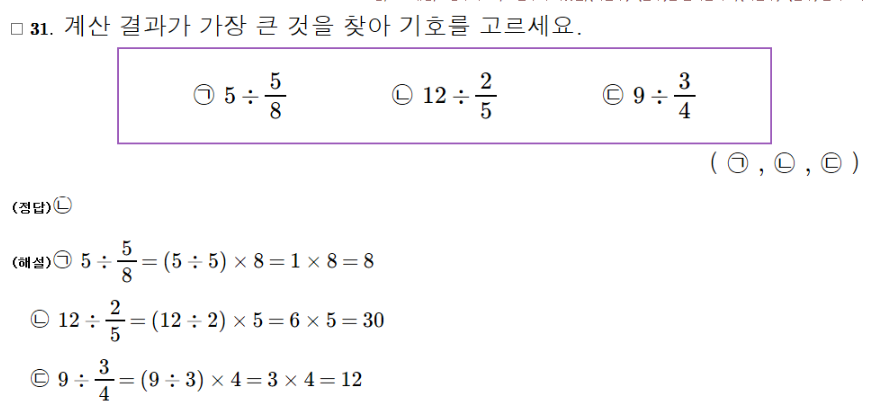 □ 31. 계산 결과가 가장 큰 것을 찾아 기호를 고르세요.
㉠ 5 ÷ 5/8 ㉡ 12 ÷ 2/5 ㉢ 9 ÷ 3/4
( ㉠ , ㉡ , ㉢ )
(정답)㉡
(해설)㉠ 5 ÷ 5/8 = (5 ÷ 5) × 8 = 1 × 8 = 8
㉡ 12 ÷ 2/5 = (12 ÷ 2) × 5 = 6 × 5 = 30
㉢ 9 ÷ 3/4 = (9 ÷ 3) × 4 = 3 × 4 = 12